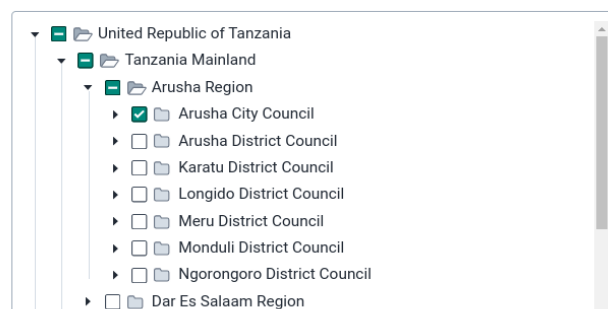 United Republic of Tanzania
Tanzania Mainland
Arusha Region
Arusha City Council
Arusha District Council
Karatu District Council
Longido District Council
Meru District Council
Monduli District Council
Ngorongoro District Council
Dar Es Salaam Region